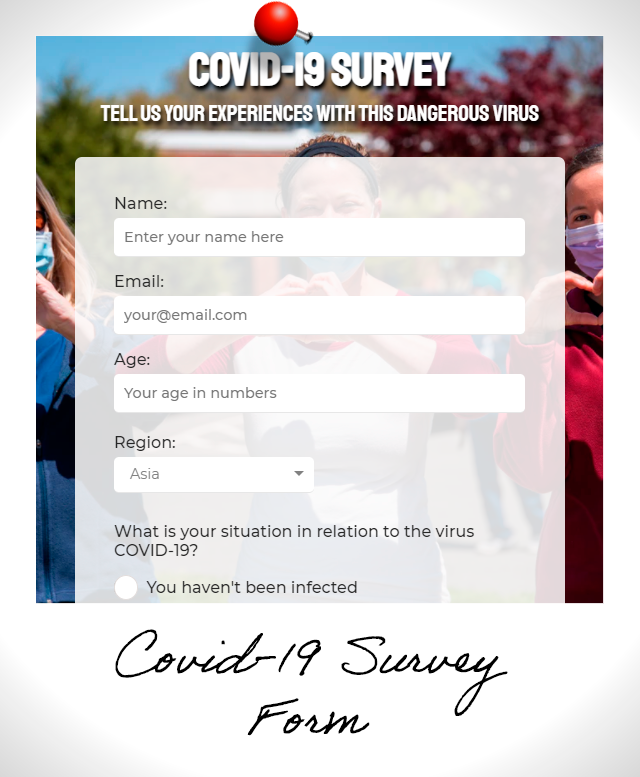 COVID-19 SURVEY
TELL US YOUR EXPERIENCES WITH THIS DANGEROUS VIRUS
Name:
Enter your name here
Email:
your@email.com
Age:
Your age in numbers
Region:
Asia
What is your situation in relation to the virus
COVID-19?
You haven't been infected
Covid-19 Survey
Form